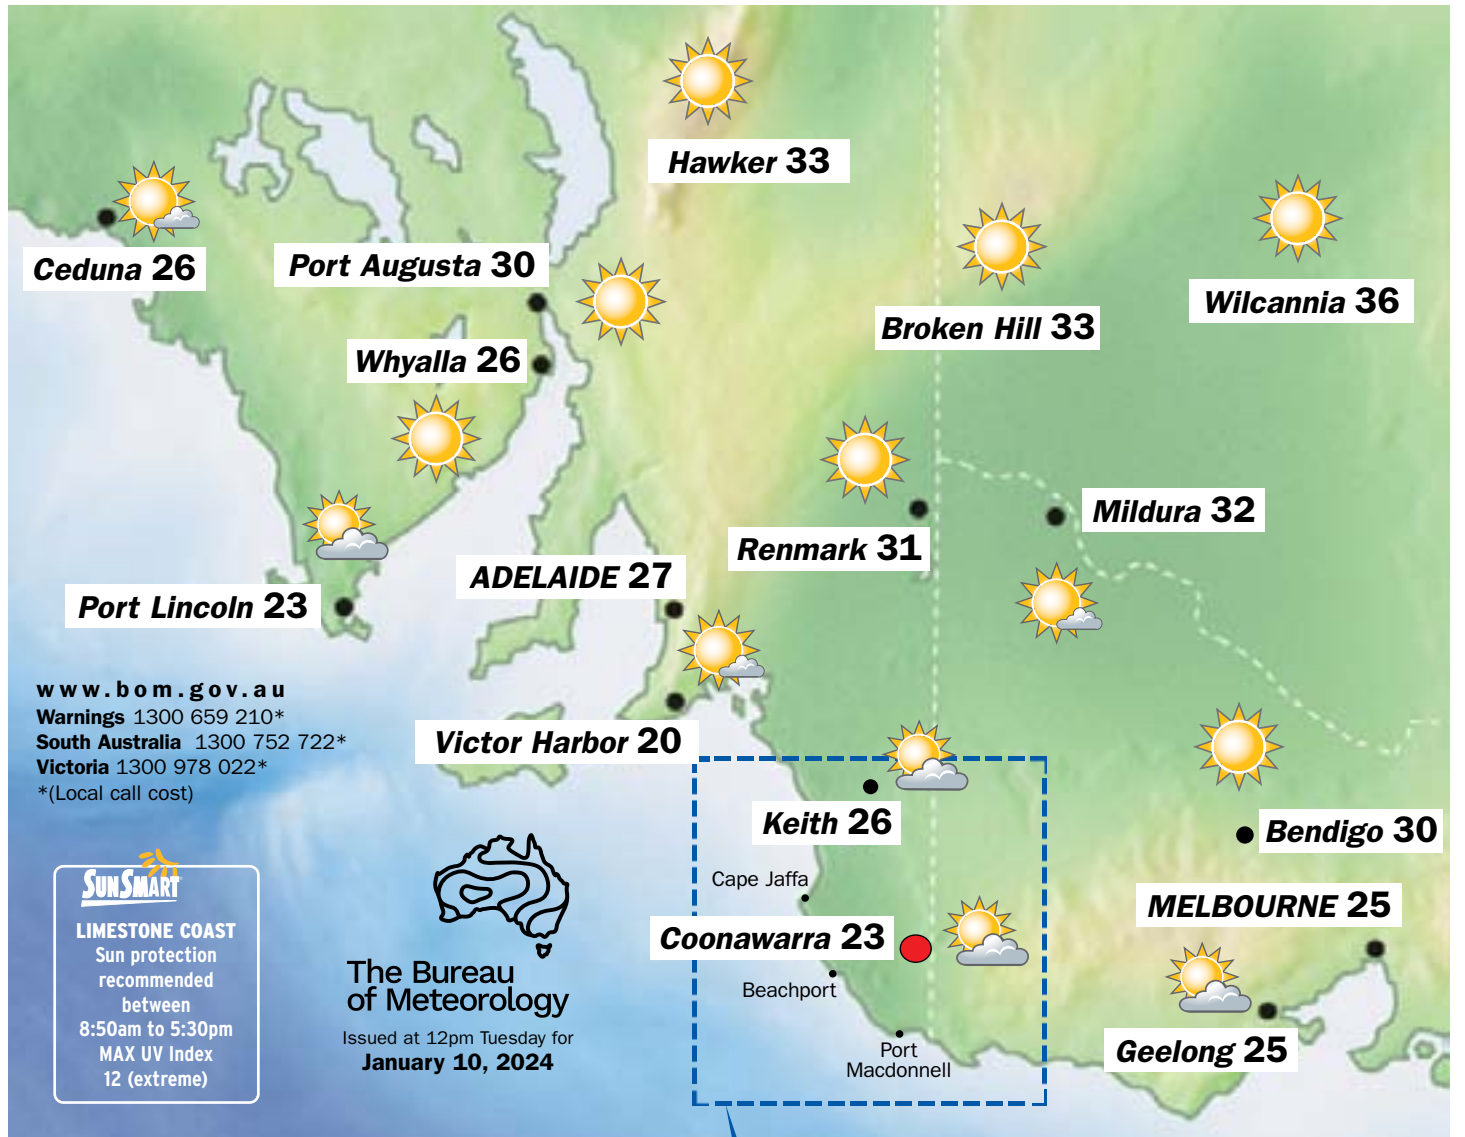 Hawker 33
Ceduna 26
Port Augusta 30
Wilcannia 36
Broken Hill 33
Whyalla 26
Mildura 32
Renmark 31
ADELAIDE 27
Port Lincoln 23
www.bom.gov.au
Warnings 1300 659 210*
South Australia 1300 752 722*
Victoria 1300 978 022*
*(Local call cost)
Victor Harbor 20
Keith 26
Bendigo 30
Cape Jaffa
MELBOURNE 25
Coonawarra 23
Beachport
Port
Macdonnell
Geelong 25
SUNSMART
LIMESTONE COAST
Sun protection
recommended
between
8:50am to 5:30pm
MAX UV Index
12 (extreme)
The Bureau
of Meteorology
Issued at 12pm Tuesday for
January 10, 2024